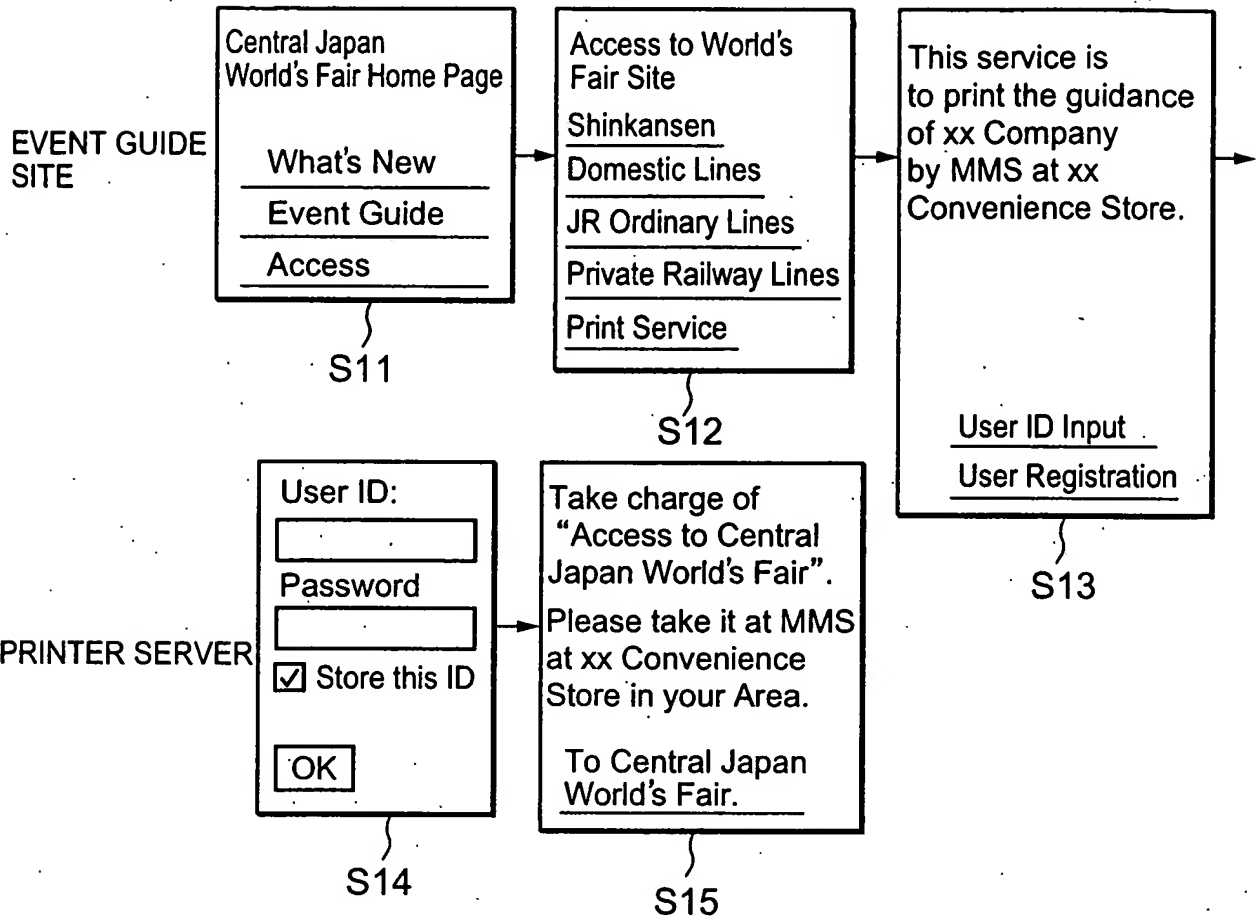 EVENT GUIDE
SITE
Central Japan
World's Fair Home Page
What's New
Event Guide
Access
S11
Access to World's
Fair Site
Shinkansen
Domestic Lines
JR Ordinary Lines
Private Railway Lines
Print Service
S12
This service is
to print the guidance
of xx Company
by MMS at xx
Convenience Store.
User ID Input
User Registration
S13
PRINTER SERVER
User ID:
Password
Store this ID
OK
S14
Take charge of
“Access to Central
Japan World's Fair”.
Please take it at MMS
at xx Convenience
Store in your Area.
To Central Japan
World's Fair.
S15